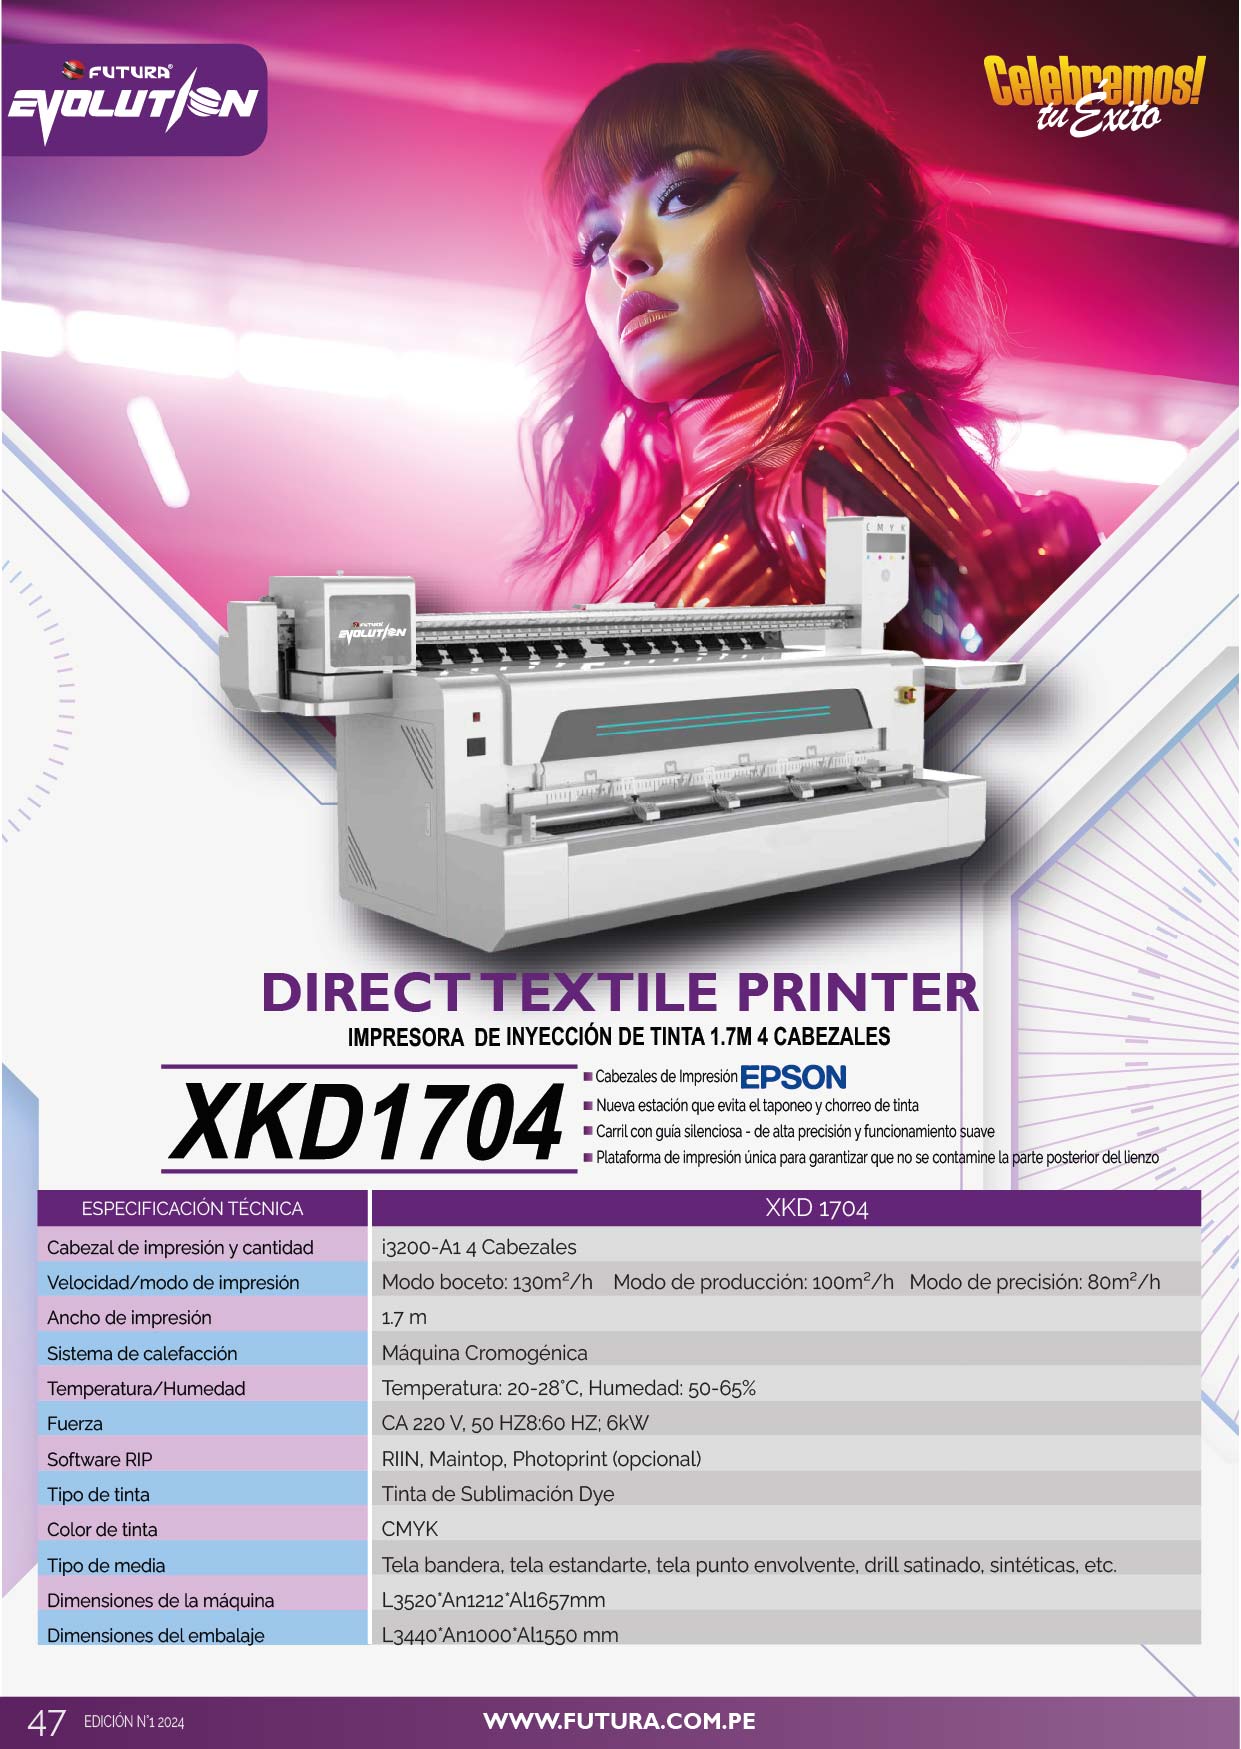 FUTURA®
EVOLUTION
Celebremos!
tu Éxito
C M Y K
FUTURA
EVOLUTION
DIRECT TEXTILE PRINTER
IMPRESORA DE INYECCIÓN DE TINTA 1.7M 4 CABEZALES
XKD1704
Cabezales de Impresión EPSON
Nueva estación que evita el taponeo y chorreo de tinta
Carril con guía silenciosa - de alta precisión y funcionamiento suave
Plataforma de impresión única para garantizar que no se contamine la parte posterior del lienzo
ESPECIFICACIÓN TÉCNICA XKD 1704
Cabezal de impresión y cantidad i3200-A1 4 Cabezales
Velocidad/modo de impresión Modo boceto: 130m²/h Modo de producción: 100m²/h Modo de precisión: 80m²/h
Ancho de impresión 1.7 m
Sistema de calefacción Máquina Cromogénica
Temperatura/Humedad Temperatura: 20-28°C, Humedad: 50-65%
Fuerza CA 220 V, 50 HZ8:60 HZ; 6kW
Software RIP RIIN, Maintop, Photoprint (opcional)
Tipo de tinta Tinta de Sublimación Dye
Color de tinta CMYK
Tipo de media Tela bandera, tela estandarte, tela punto envolvente, drill satinado, sintéticas, etc.
Dimensiones de la máquina L3520*An1212*Al1657mm
Dimensiones del embalaje L3440*An1000*Al1550 mm
47 EDICIÓN N°1 2024 WWW.FUTURA.COM.PE